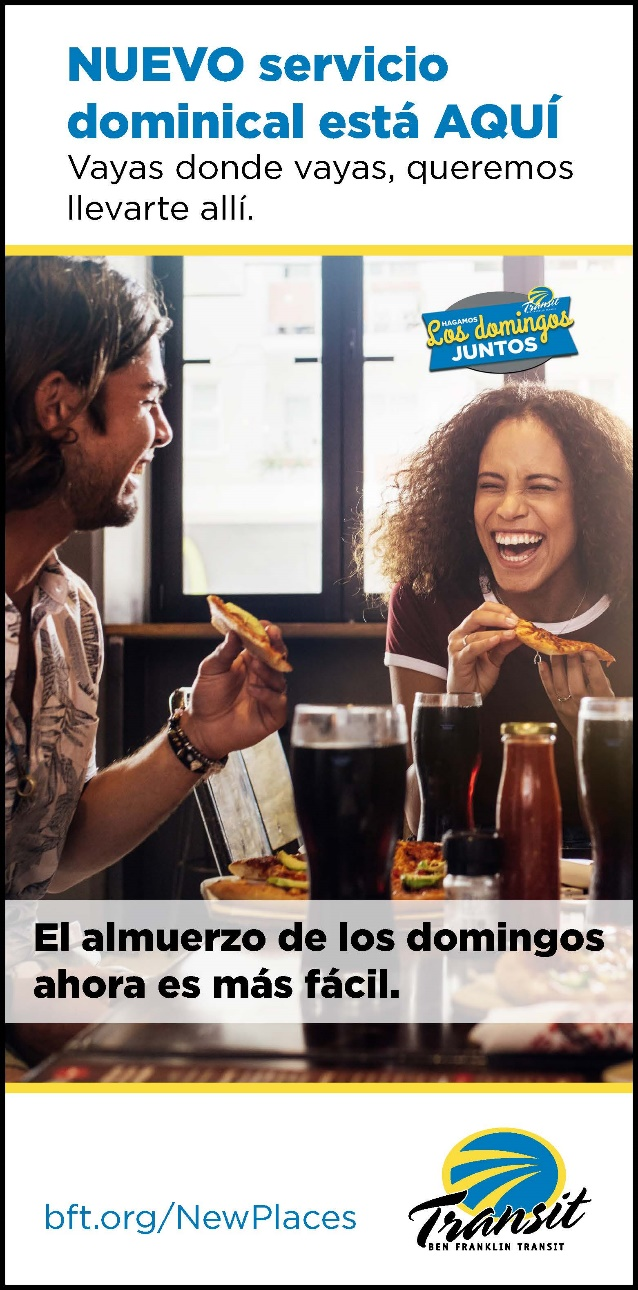 NUEVO servicio
dominical está AQUÍ
Vayas donde vayas, queremos
llevarte allí.
Transit
HAGAMOS
Los domingos
JUNTOS
El almuerzo de los domingos
ahora es más fácil.
bft.org/NewPlaces
Transit
BEN FRANKLIN TRANSIT